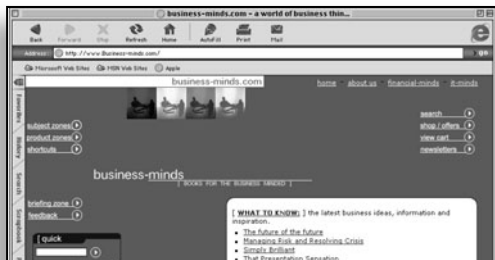 business-minds.com – a world of business thin...
Back Forward Stop Refresh Home AutoFill Print Mail
Address: http://www.Business-minds.com/ go
Microsoft Web Sites MSN Web Sites Apple
business-minds.com
home about us financial-minds it-minds
Favorites
History
Search
Scrapbook
subject zones
product zones
shortcuts
search
shop / offers
view cart
newsletters
business-minds
[ BOOKS FOR THE BUSINESS MINDED ]
briefing zone
feedback
[ quick
[ WHAT TO KNOW: ] the latest business ideas, information and
inspiration.
The future of the future
Managing Risk and Resolving Crisis
Simply Brilliant
That Presentation Sensation